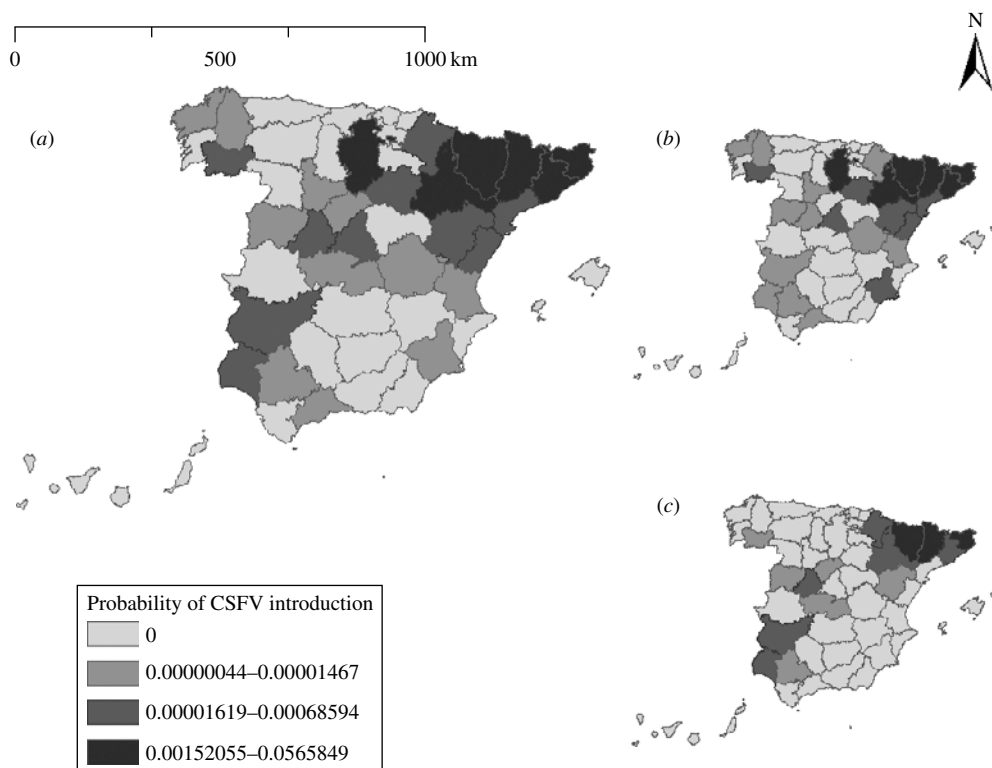 N
0
500
1000 km
(a)
(b)
(c)
Probability of CSFV introduction
0
0.00000044–0.00001467
0.00001619–0.00068594
0.00152055–0.0565849